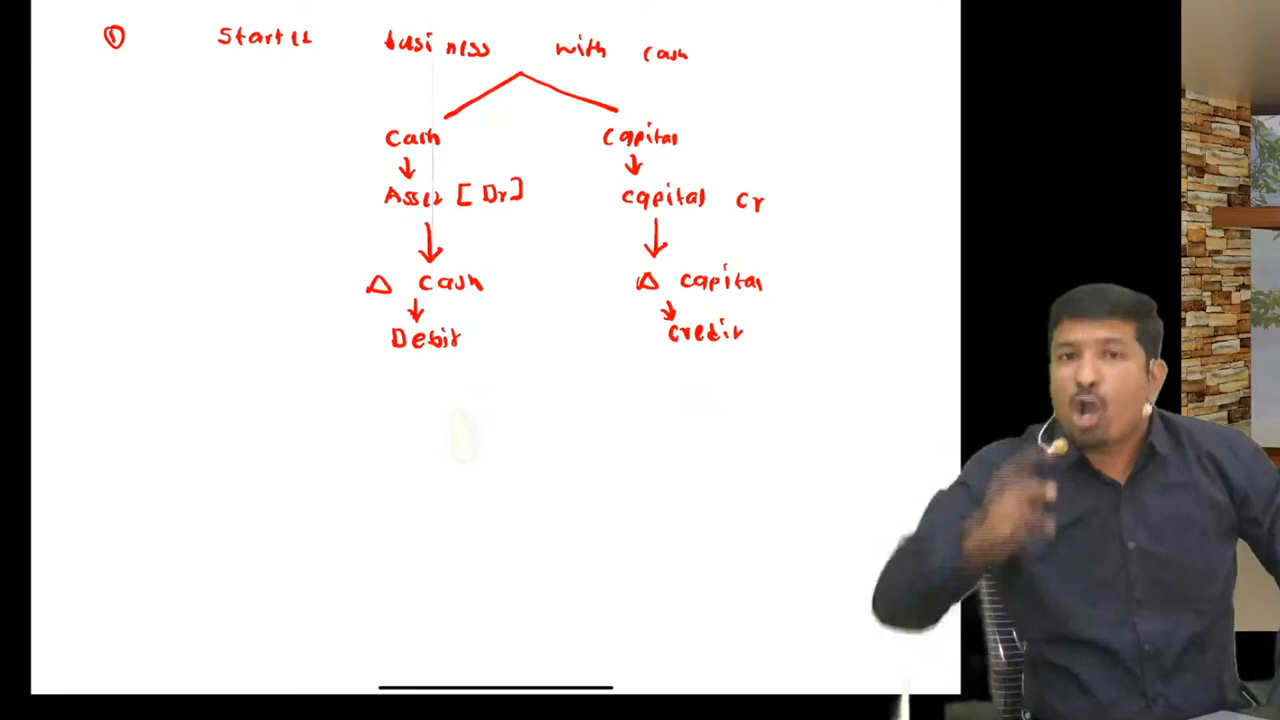 ① Started business with cash
Cash Capital
Asset [Dr] Capital Cr
Δ Cash Δ Capital
Debit Credit